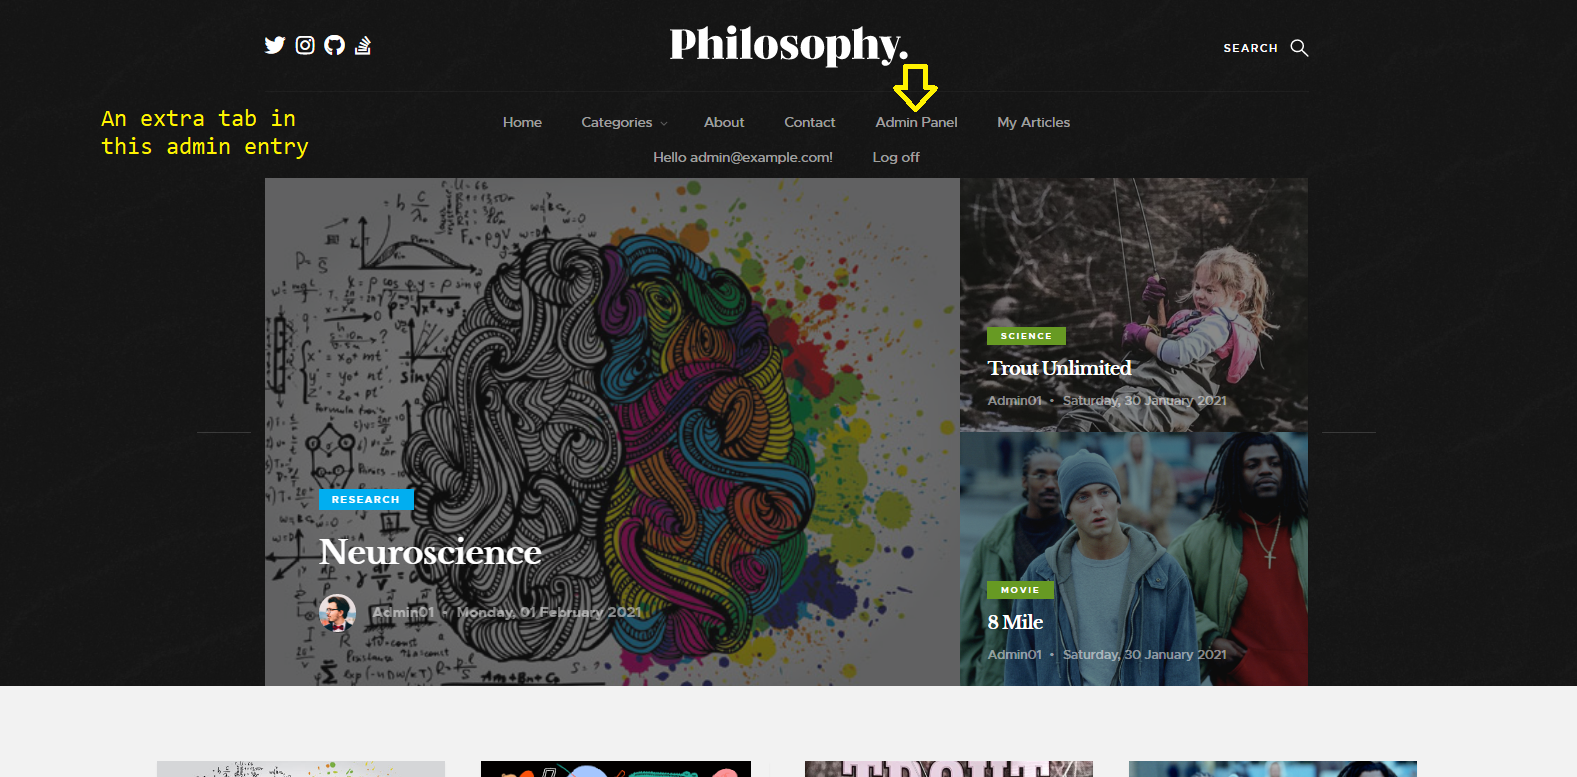 Philosophy.
SEARCH
An extra tab in
this admin entry
Home Categories About Contact Admin Panel My Articles
Hello admin@example.com! Log off
RESEARCH
Neuroscience
Admin01 • Monday, 01 February 2021
SCIENCE
Trout Unlimited
Admin01 • Saturday, 30 January 2021
MOVIE
8 Mile
Admin01 • Saturday, 30 January 2021